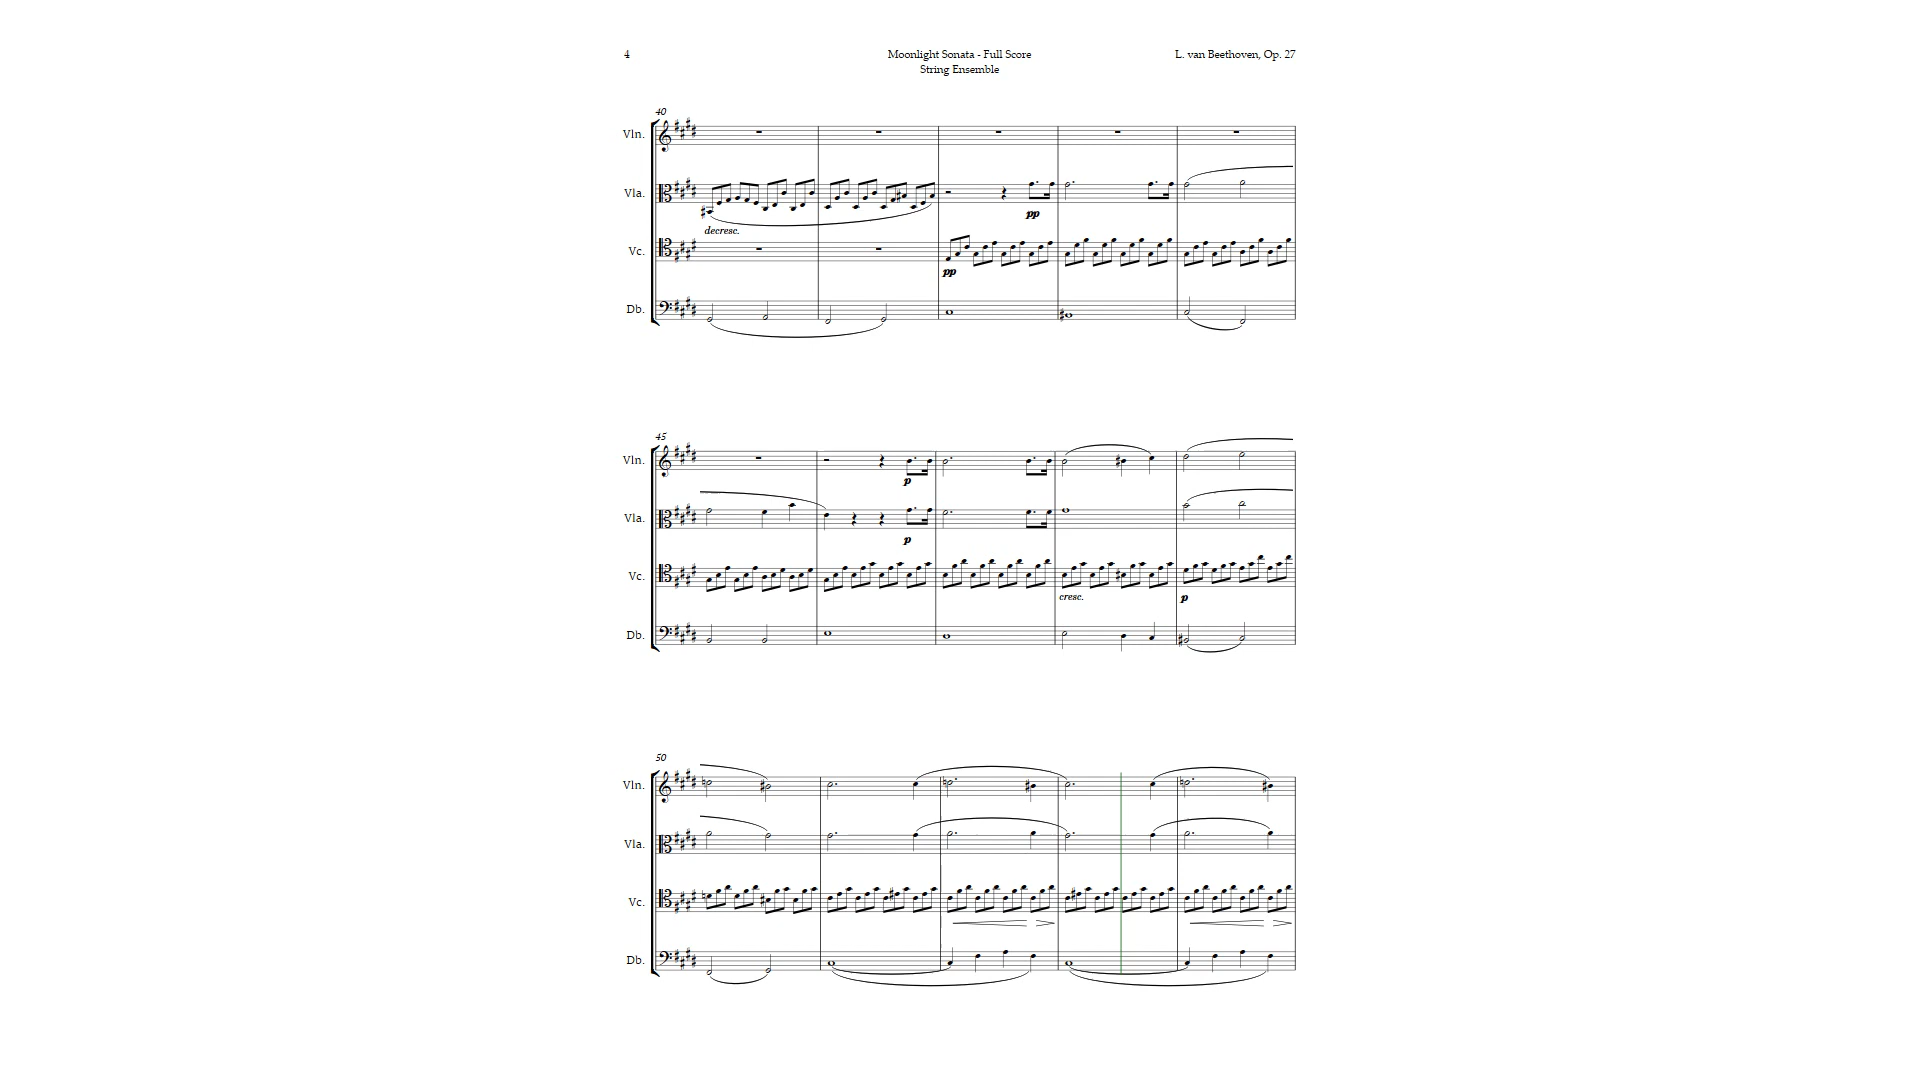 4 Moonlight Sonata - Full Score L. van Beethoven, Op. 27
String Ensemble
40
Vln.
Vla.
pp
decresc.
Vc.
pp
Db.
45
Vln.
p
Vla.
p
Vc.
cresc. p
Db.
50
Vln.
Vla.
Vc.
Db.